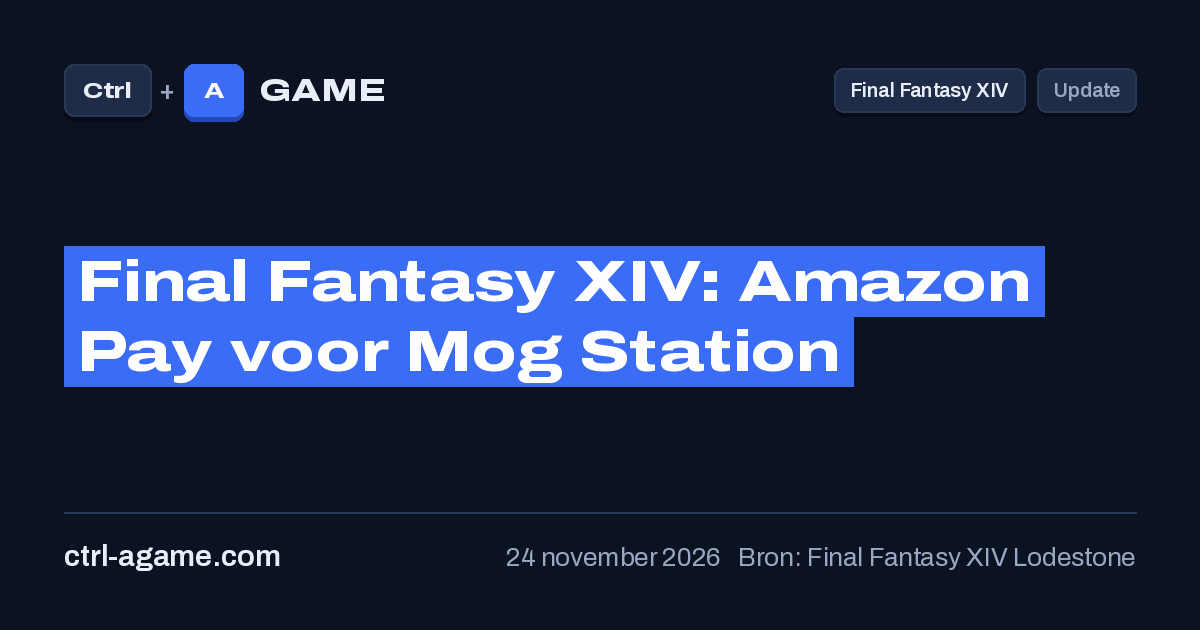 Ctrl + A GAME
Final Fantasy XIV
Update
Final Fantasy XIV: Amazon
Pay voor Mog Station
ctrl-agame.com
24 november 2026 Bron: Final Fantasy XIV Lodestone